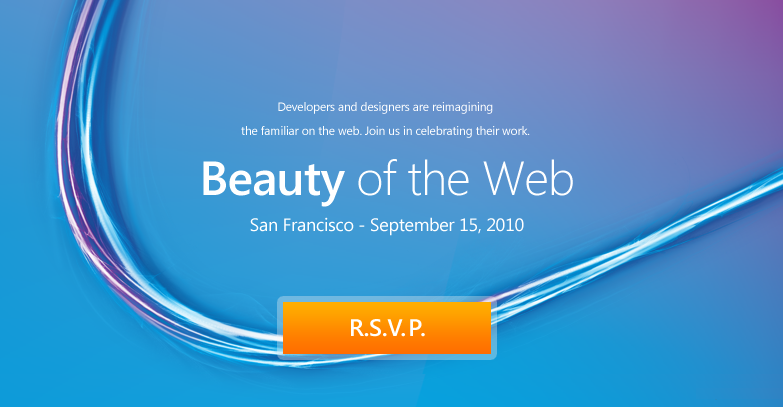 Developers and designers are reimagining
the familiar on the web. Join us in celebrating their work.
Beauty of the Web
San Francisco - September 15, 2010
R.S.V.P.